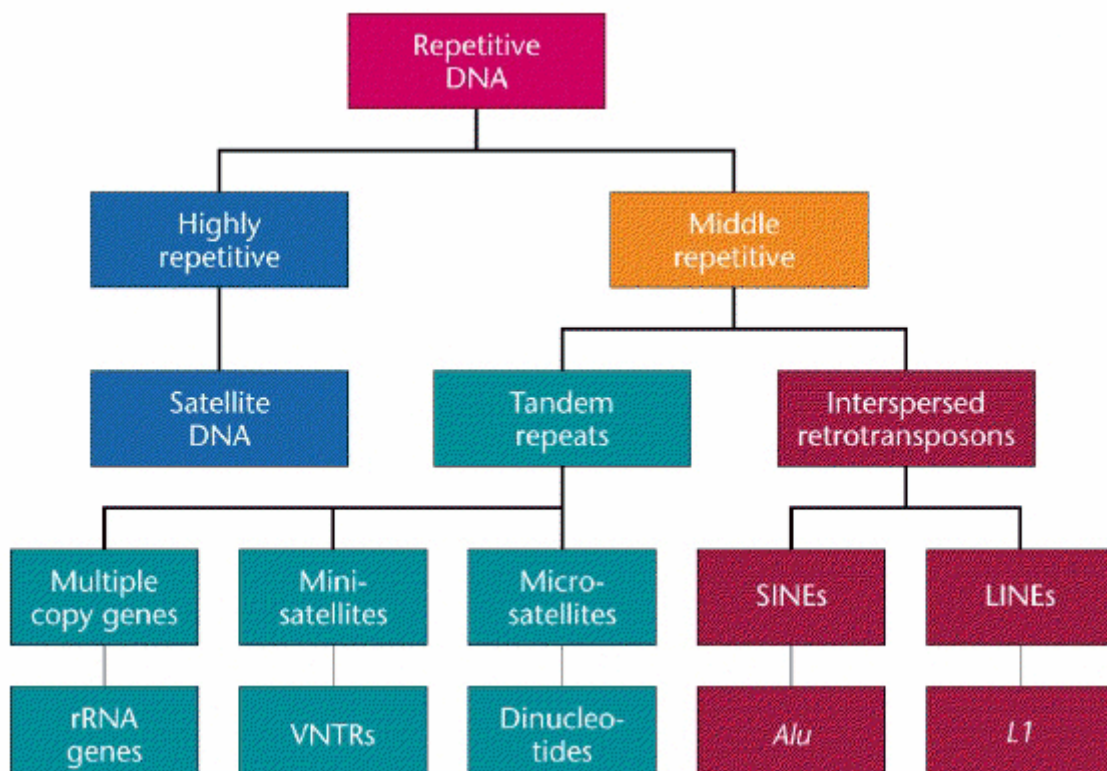 Repetitive
DNA
Highly
repetitive
Middle
repetitive
Satellite
DNA
Tandem
repeats
Interspersed
retrotransposons
Multiple
copy genes
Mini-
satellites
Micro-
satellites
SINEs
LINEs
rRNA
genes
VNTRs
Dinucleo-
tides
Alu
L1